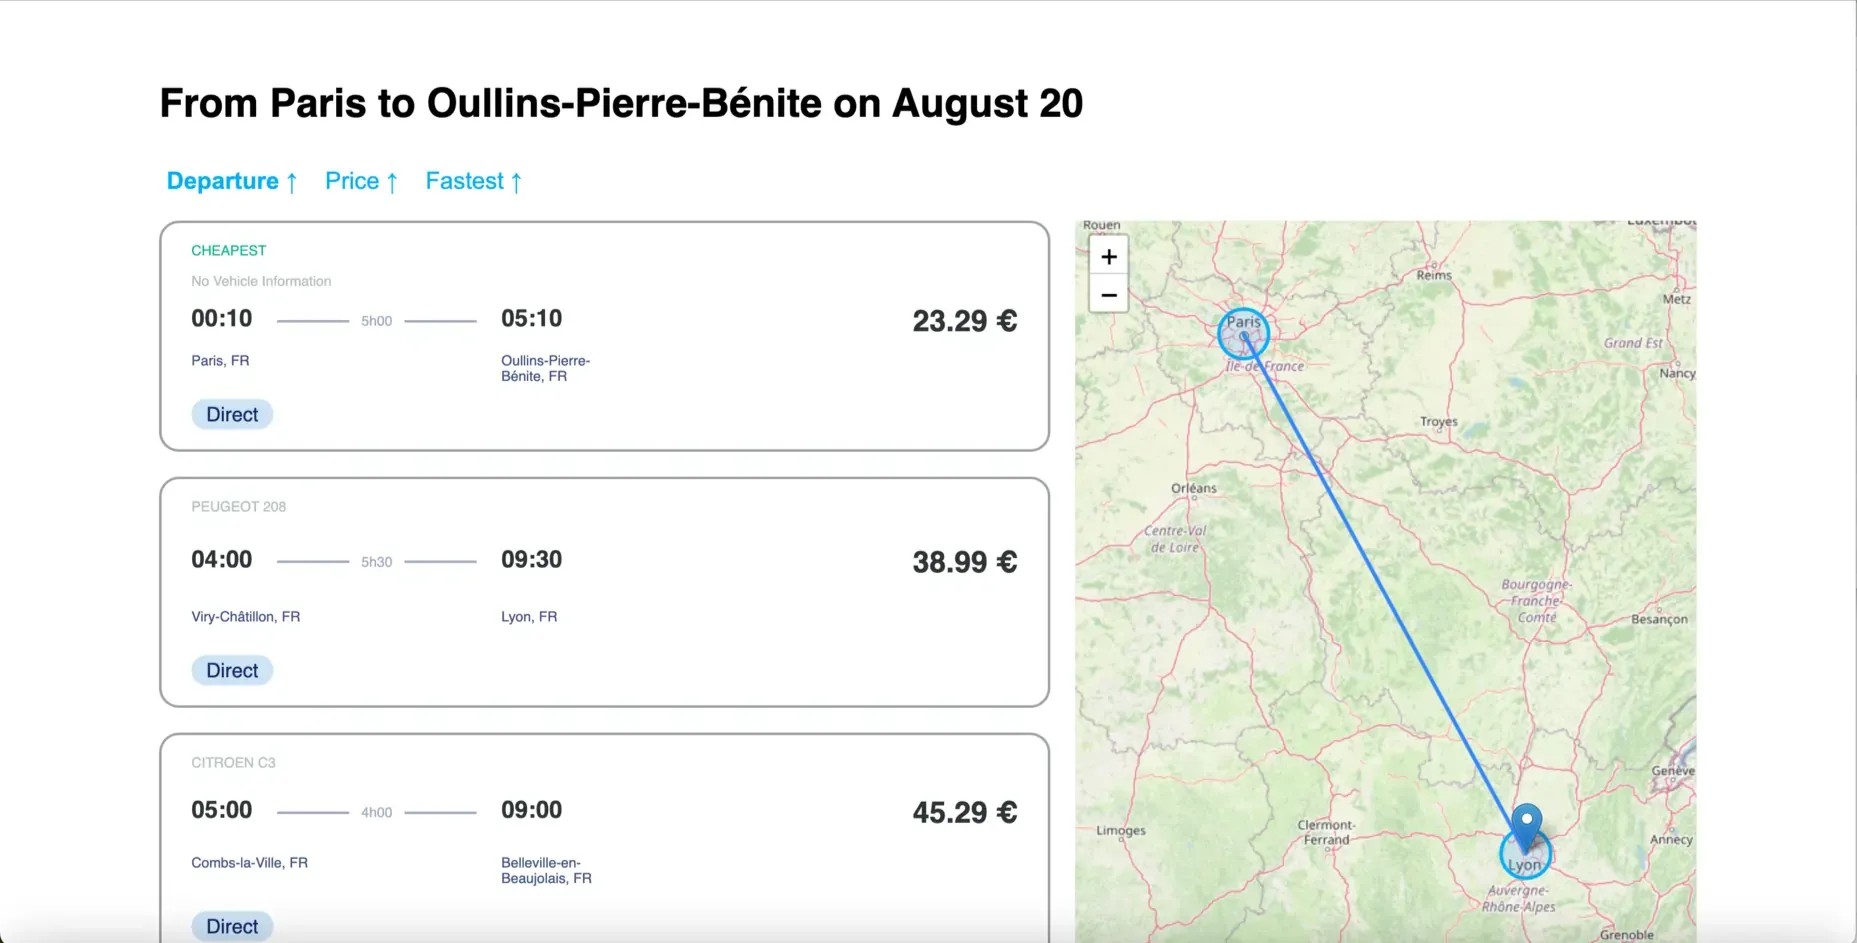 From Paris to Oullins-Pierre-Bénite on August 20
Departure ↑ Price ↑ Fastest ↑
CHEAPEST
No Vehicle Information
00:10 5h00 05:10 23.29 €
Paris, FR
Oullins-Pierre-
Bénite, FR
Direct
PEUGEOT 208
04:00 5h30 09:30 38.99 €
Viry-Châtillon, FR
Lyon, FR
Direct
CITROEN C3
05:00 4h00 09:00 45.29 €
Combs-la-Ville, FR
Belleville-en-
Beaujolais, FR
Direct
Rouen
+
−
Reims
Metz
Paris
Île-de-France
Grand Est
Nancy
Troyes
Orléans
Centre-Val
de Loire
Bourgogne-
Franche-
Comté
Besançon
Genève
Limoges
Clermont-
Ferrand
Annecy
Lyon
Auvergne-
Rhône-Alpes
Grenoble